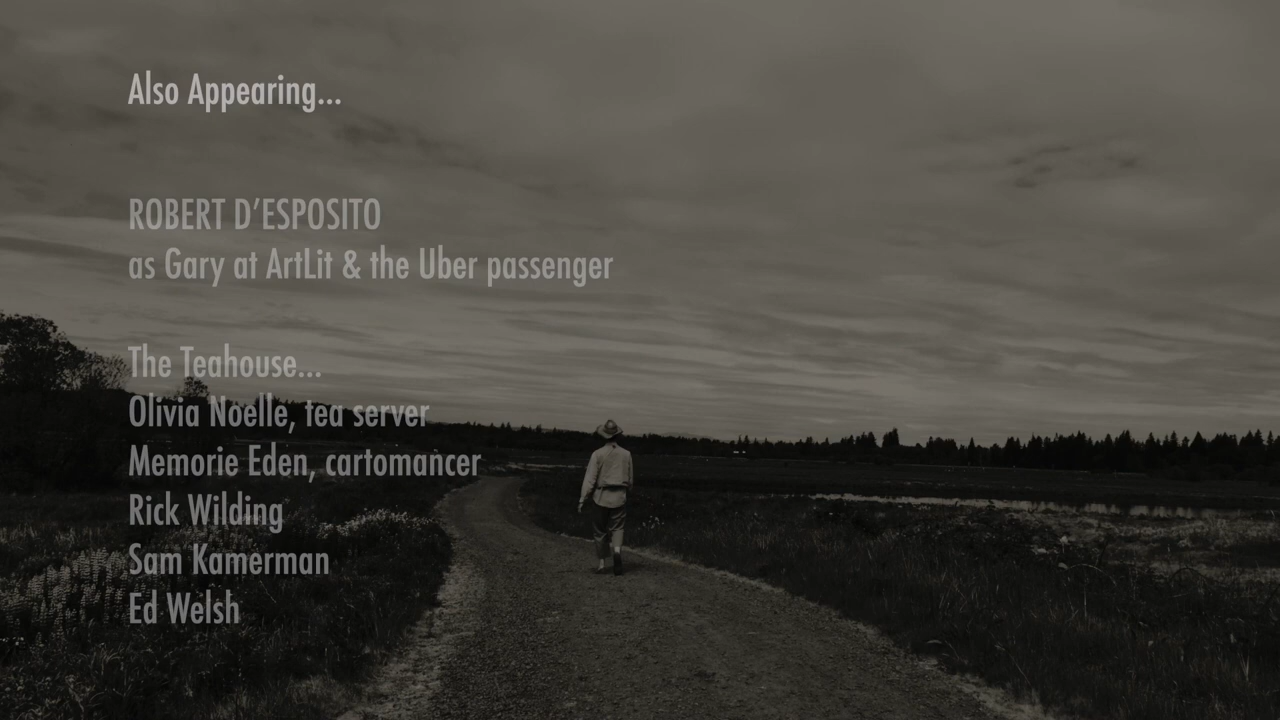 Also Appearing...
ROBERT D'ESPOSITO
as Gary at ArtLit & the Uber passenger
The Teahouse...
Olivia Noelle, tea server
Memorie Eden, cartomancer
Rick Wilding
Sam Kamerman
Ed Welsh